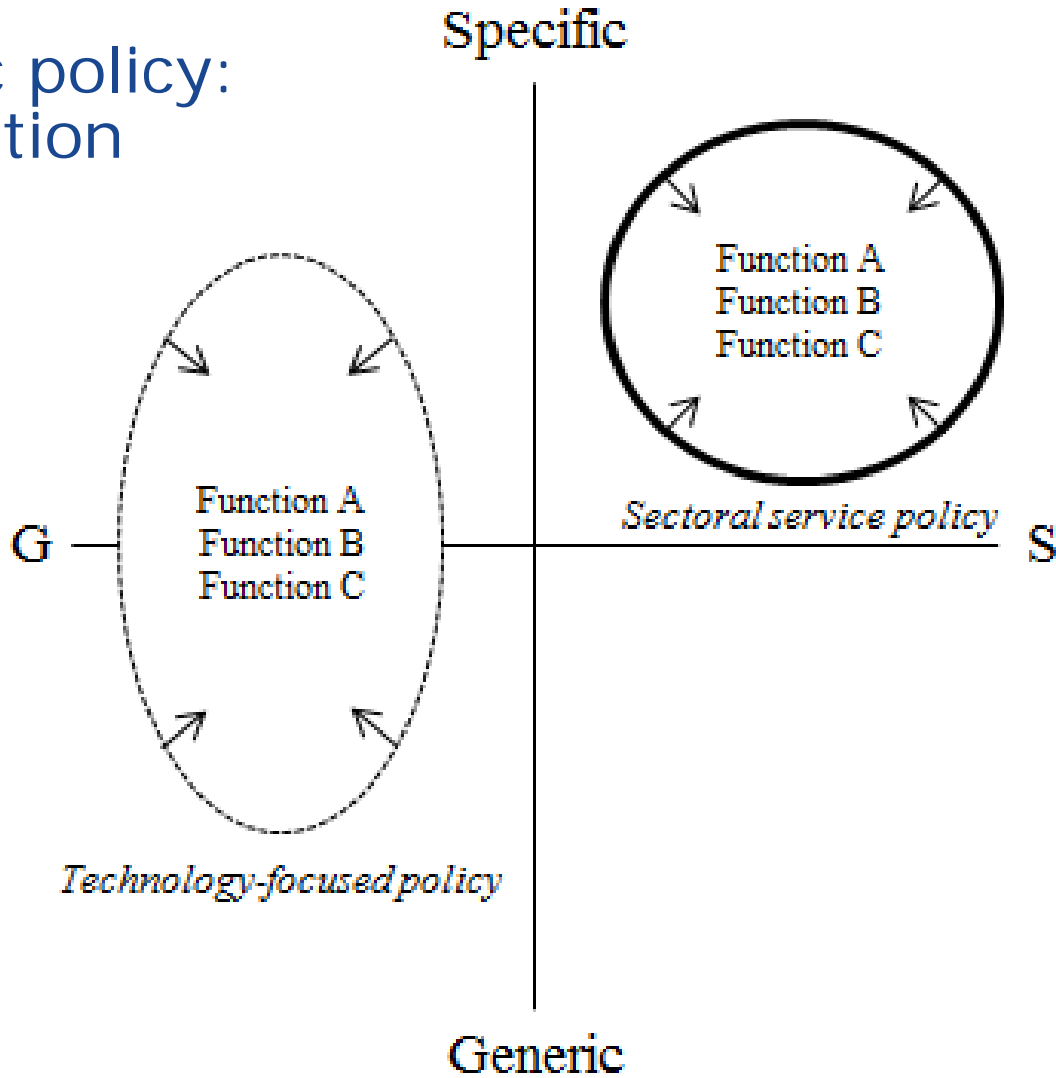 Specific
c policy:
tion
Function A
Function B
Function C
Sectoral service policy
Function A
Function B
Function C
G
S
Technology-focused policy
Generic